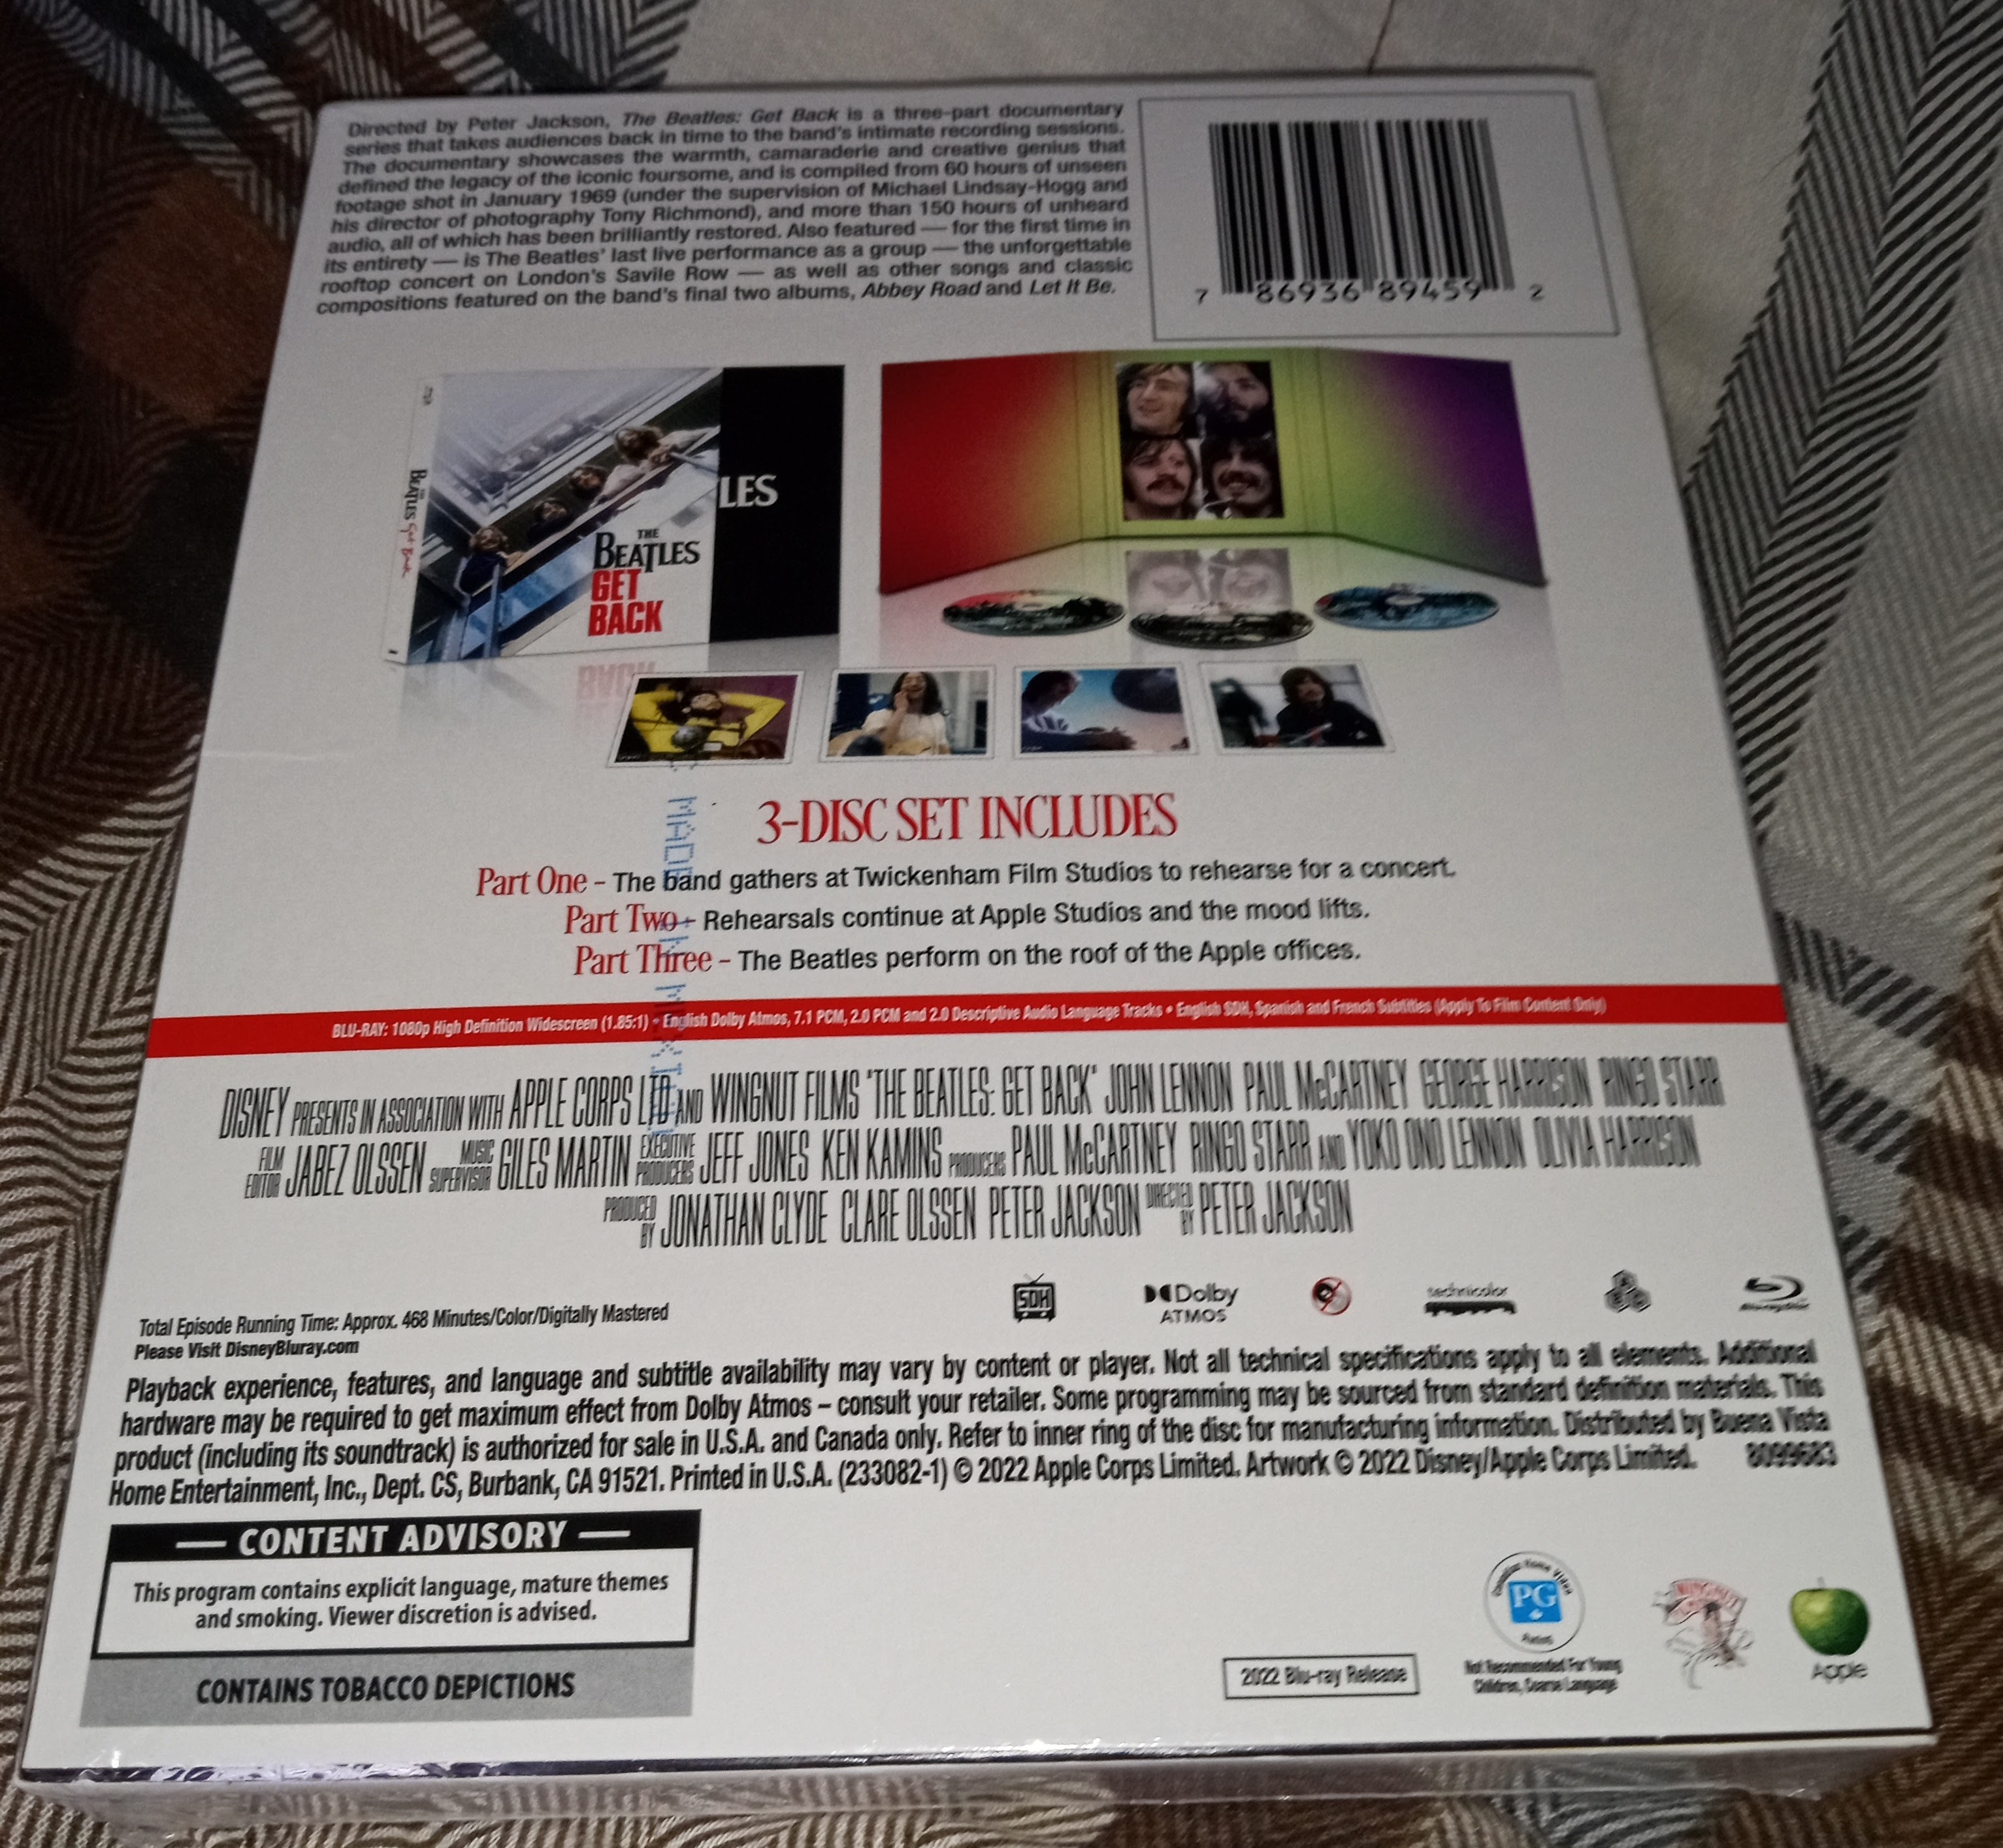 Directed by Peter Jackson, The Beatles: Get Back is a three-part documentary
series that takes audiences back in time to the band's intimate recording sessions.
The documentary showcases the warmth, camaraderie and creative genius that
defined the legacy of the iconic foursome, and is compiled from 60 hours of unseen
footage shot in January 1969 (under the supervision of Michael Lindsay-Hogg and
his director of photography Tony Richmond), and more than 150 hours of unheard
audio, all of which has been brilliantly restored. Also featured — for the first time in
its entirety — is The Beatles' last live performance as a group — the unforgettable
rooftop concert on London's Savile Row — as well as other songs and classic
compositions featured on the band's final two albums, Abbey Road and Let It Be.
7 86936 89459 2
THE BEATLES Get Back
LES
THE
BEATLES
GET
BACK
3-DISC SET INCLUDES
Part One - The band gathers at Twickenham Film Studios to rehearse for a concert.
Part Two - Rehearsals continue at Apple Studios and the mood lifts.
Part Three - The Beatles perform on the roof of the Apple offices.
MADE
BLU-RAY: 1080p High Definition Widescreen (1.85:1) • English Dolby Atmos, 7.1 PCM, 2.0 PCM and 2.0 Descriptive Audio Language Tracks • English SDH, Spanish and French Subtitles (Apply To Film Content Only)
DISNEY PRESENTS IN ASSOCIATION WITH APPLE CORPS LTD AND WINGNUT FILMS "THE BEATLES: GET BACK" JOHN LENNON PAUL McCARTNEY GEORGE HARRISON RINGO STARR
FILM EDITOR JABEZ OLSSEN MUSIC SUPERVISOR GILES MARTIN EXECUTIVE PRODUCERS JEFF JONES KEN KAMINS PRODUCERS PAUL McCARTNEY RINGO STARR AND YOKO ONO LENNON OLIVIA HARRISON
PRODUCED BY JONATHAN CLYDE CLARE OLSSEN PETER JACKSON DIRECTED BY PETER JACKSON
SDH
Dolby
ATMOS
technicolor
Blu-ray Disc
Total Episode Running Time: Approx. 468 Minutes/Color/Digitally Mastered
Please Visit DisneyBluray.com
Playback experience, features, and language and subtitle availability may vary by content or player. Not all technical specifications apply to all elements. Additional
hardware may be required to get maximum effect from Dolby Atmos – consult your retailer. Some programming may be sourced from standard definition materials. This
product (including its soundtrack) is authorized for sale in U.S.A. and Canada only. Refer to inner ring of the disc for manufacturing information. Distributed by Buena Vista
Home Entertainment, Inc., Dept. CS, Burbank, CA 91521. Printed in U.S.A. (233082-1) © 2022 Apple Corps Limited. Artwork © 2022 Disney/Apple Corps Limited. 8099683
— CONTENT ADVISORY —
This program contains explicit language, mature themes
and smoking. Viewer discretion is advised.
CONTAINS TOBACCO DEPICTIONS
2022 Blu-ray Release
Canadian Home Video
PG
Not Recommended For Young
Children, Coarse Language
WINGNUT
Apple